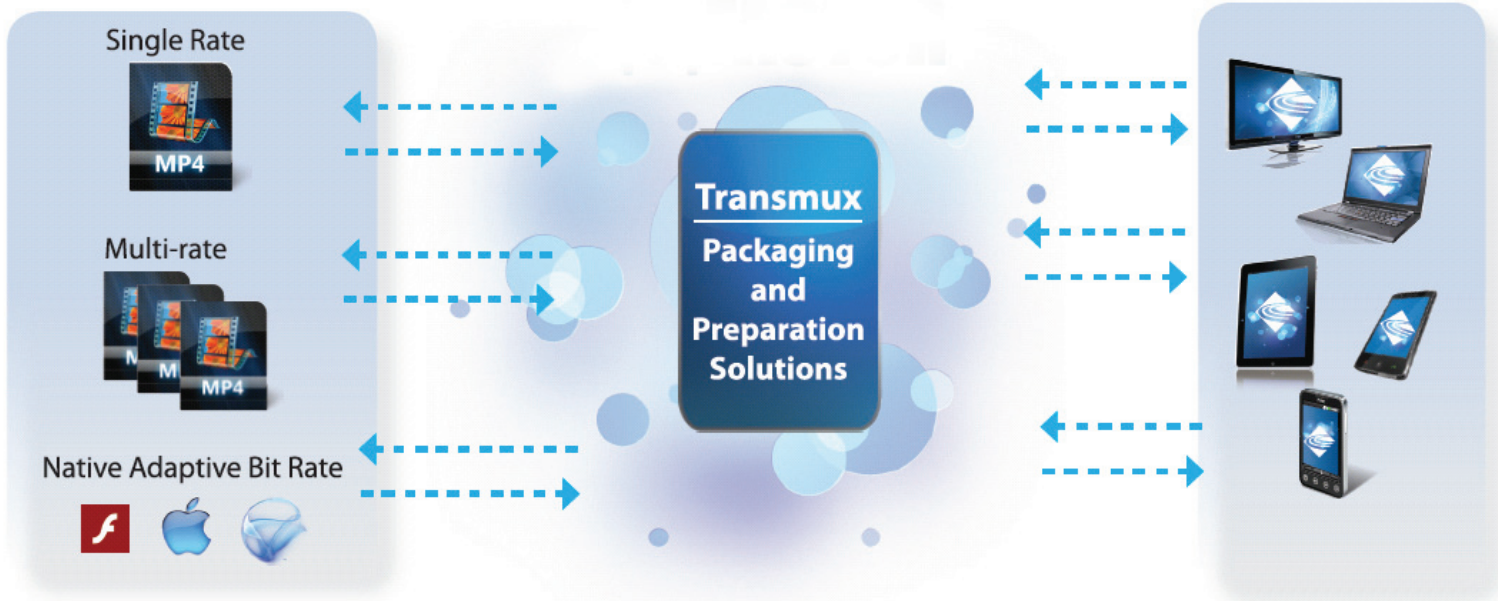 Single Rate
MP4
Multi-rate
M
M
MP4
Native Adaptive Bit Rate
Transmux
Packaging
and
Preparation
Solutions